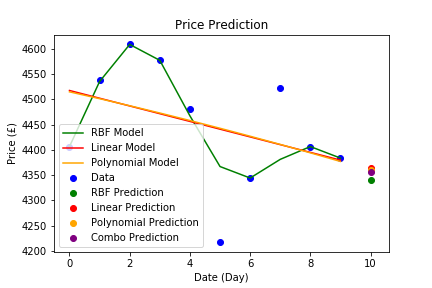 Price Prediction
4600
4550
4500
4450
4400
4350
4300
4250
4200
Price (£)
RBF Model
Linear Model
Polynomial Model
Data
RBF Prediction
Linear Prediction
Polynomial Prediction
Combo Prediction
0 2 4 6 8 10
Date (Day)